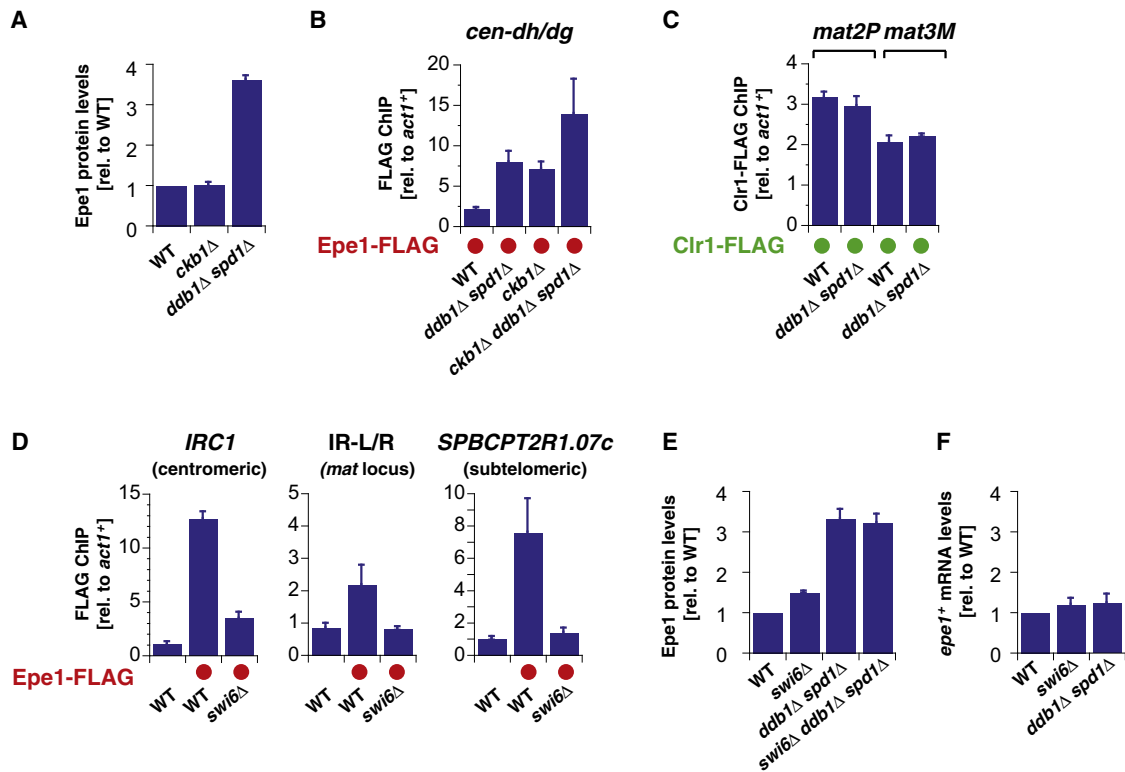 A
Epe1 protein levels
[rel. to WT]
4
3
2
1
0
WT
ckb1Δ
ddb1Δ spd1Δ
B
cen-dh/dg
FLAG ChIP
[rel. to act1+]
20
15
10
5
0
Epe1-FLAG
WT
ddb1Δ spd1Δ
ckb1Δ
ckb1Δ ddb1Δ spd1Δ
C
mat2P mat3M
Clr1-FLAG ChIP
[rel. to act1+]
4
3
2
1
0
Clr1-FLAG
WT
ddb1Δ spd1Δ
WT
ddb1Δ spd1Δ
D
FLAG ChIP
[rel. to act1+]
IRC1
(centromeric)
15
10
5
0
WT
WT
swi6Δ
IR-L/R
(mat locus)
5
4
3
2
1
0
WT
WT
swi6Δ
SPBCPT2R1.07c
(subtelomeric)
10
8
6
4
2
0
WT
WT
swi6Δ
Epe1-FLAG
E
Epe1 protein levels
[rel. to WT]
4
3
2
1
0
WT
swi6Δ
ddb1Δ spd1Δ
swi6Δ ddb1Δ spd1Δ
F
epe1+ mRNA levels
[rel. to WT]
4
3
2
1
0
WT
swi6Δ
ddb1Δ spd1Δ